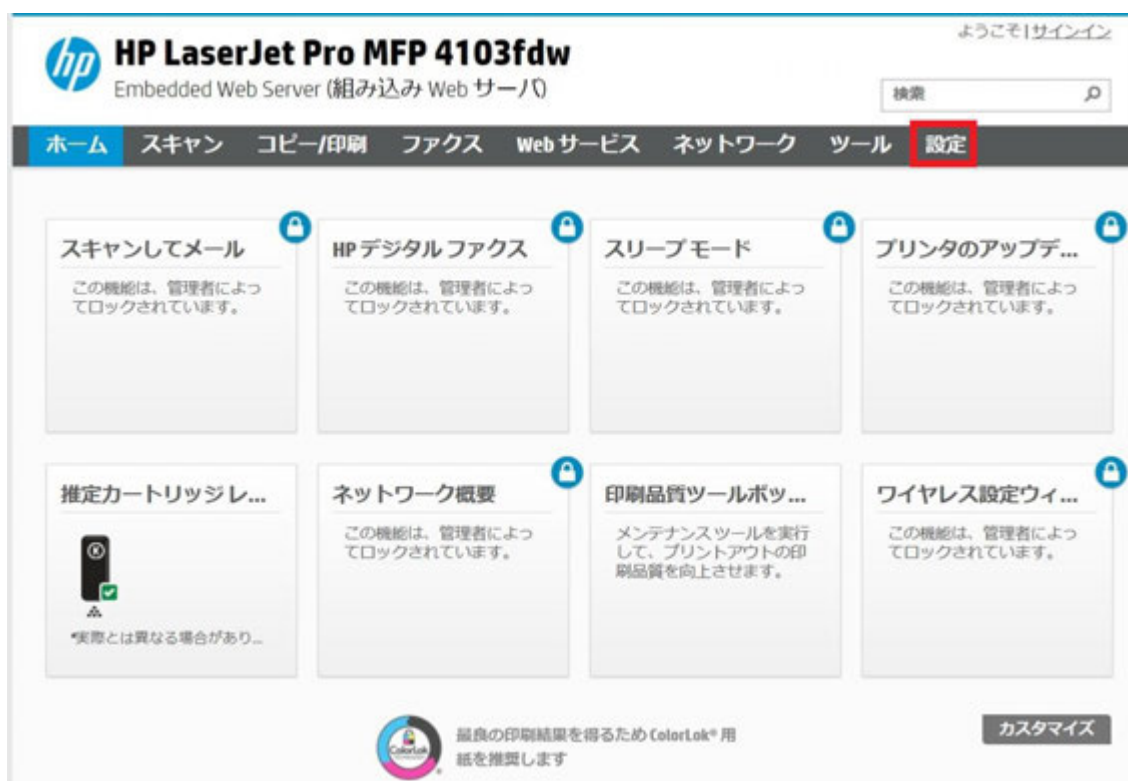 ようこそ|サインイン
hp HP LaserJet Pro MFP 4103fdw
Embedded Web Server (組み込み Web サーバ)
検索
ホーム スキャン コピー/印刷 ファクス Web サービス ネットワーク ツール 設定
スキャンしてメール
この機能は、管理者によっ
てロックされています。
HP デジタル ファクス
この機能は、管理者によっ
てロックされています。
スリープ モード
この機能は、管理者によっ
てロックされています。
プリンタのアップデ...
この機能は、管理者によっ
てロックされています。
推定カートリッジ レ...
K
*実際とは異なる場合があり...
ネットワーク概要
この機能は、管理者によっ
てロックされています。
印刷品質ツールボッ...
メンテナンス ツールを実行
して、プリントアウトの印
刷品質を向上させます。
ワイヤレス設定ウィ...
この機能は、管理者によっ
てロックされています。
ColorLok
最良の印刷結果を得るため ColorLok® 用
紙を推奨します
カスタマイズ